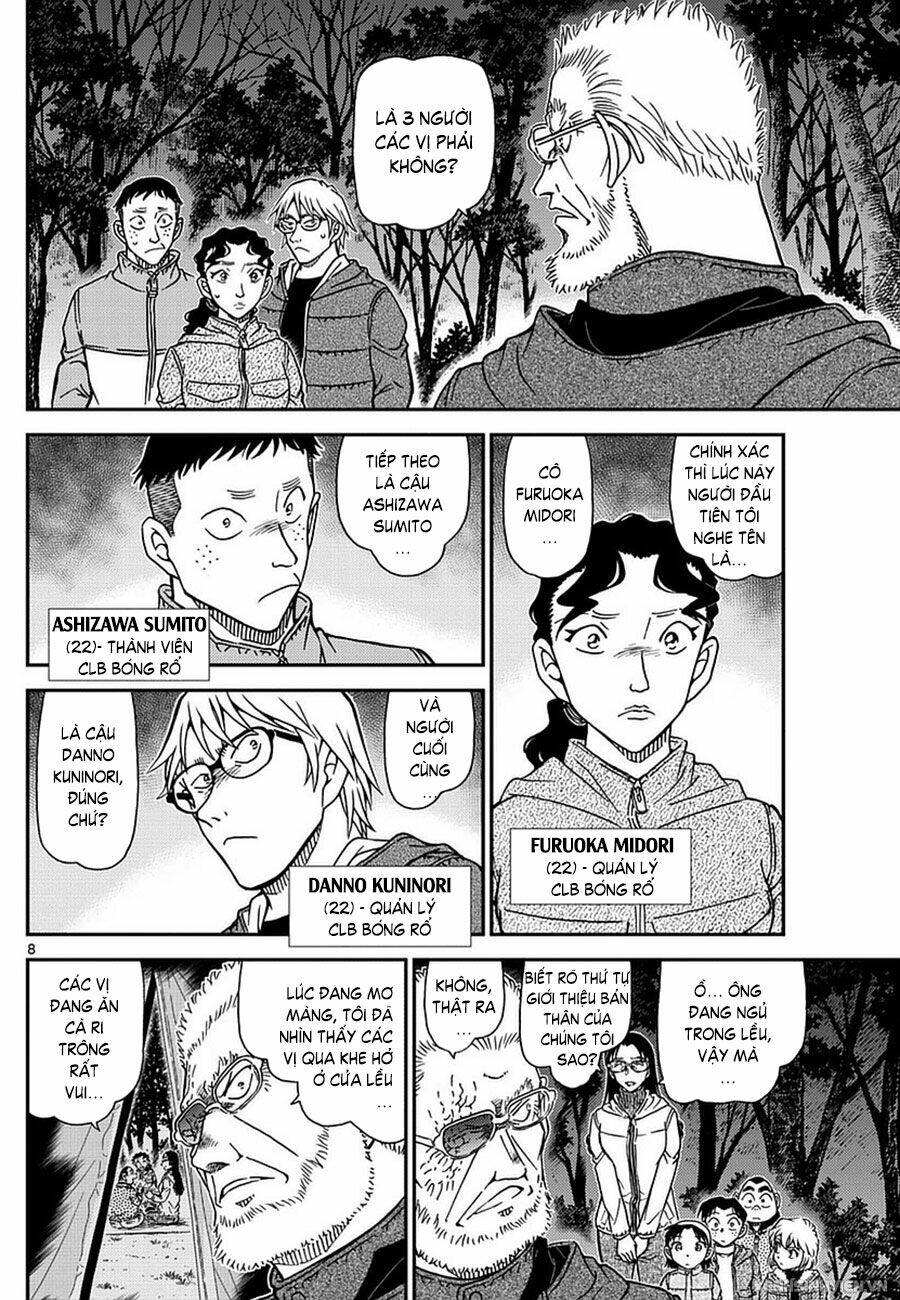 LÀ 3 NGƯỜI
CÁC VỊ PHẢI
KHÔNG?
CHÍNH XÁC
THÌ LÚC NÀY
NGƯỜI ĐẦU
TIÊN TÔI
NGHE TÊN
LÀ...
CÔ
FURUOKA
MIDORI
...
FURUOKA MIDORI
(22) - QUẢN LÝ
CLB BÓNG RỔ
TIẾP THEO
LÀ CẬU
ASHIZAWA
SUMITO
...
ASHIZAWA SUMITO
(22)- THÀNH VIÊN
CLB BÓNG RỔ
VÀ
NGƯỜI
CUỐI
CÙNG
...
LÀ CẬU
DANNO
KUNINORI,
ĐÚNG
CHỨ?
DANNO KUNINORI
(22) - QUẢN LÝ
CLB BÓNG RỔ
8
Ồ... ÔNG
ĐANG NGỦ
TRONG LỀU,
VẬY MÀ
...
BIẾT RÕ THỨ TỰ
GIỚI THIỆU BẢN
THÂN CỦA
CHÚNG TÔI
SAO?
KHÔNG,
THẬT RA
...
LÚC ĐANG MƠ
MÀNG, TÔI ĐÃ
NHÌN THẤY CÁC
VỊ QUA KHE HỞ
Ở CỬA LỀU
...
CÁC VỊ
ĐANG ĂN
CÀ RI
TRÔNG
RẤT
VUI...